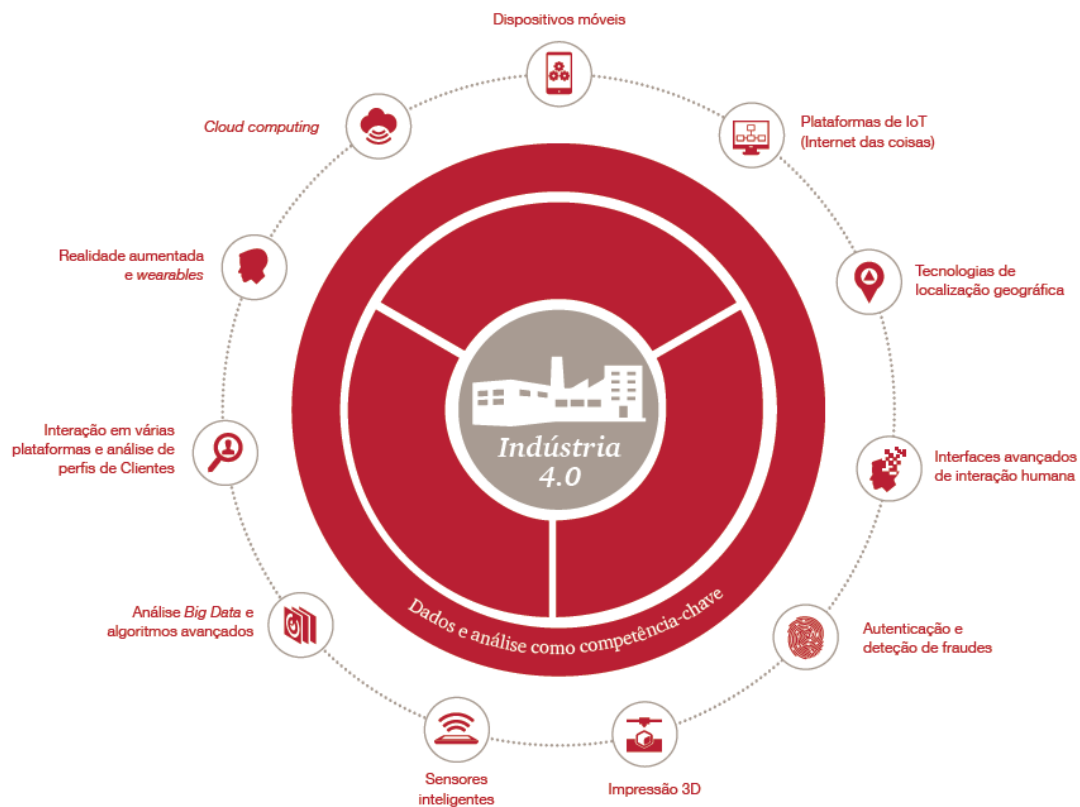 Dispositivos móveis
Cloud computing
Plataformas de IoT
(Internet das coisas)
Realidade aumentada
e wearables
Tecnologias de
localização geográfica
Indústria
4.0
Interação em várias
plataformas e análise de
perfis de Clientes
Interfaces avançados
de interação humana
Análise Big Data e
algoritmos avançados
Dados e análise como competência-chave
Autenticação e
deteção de fraudes
Sensores
inteligentes
Impressão 3D